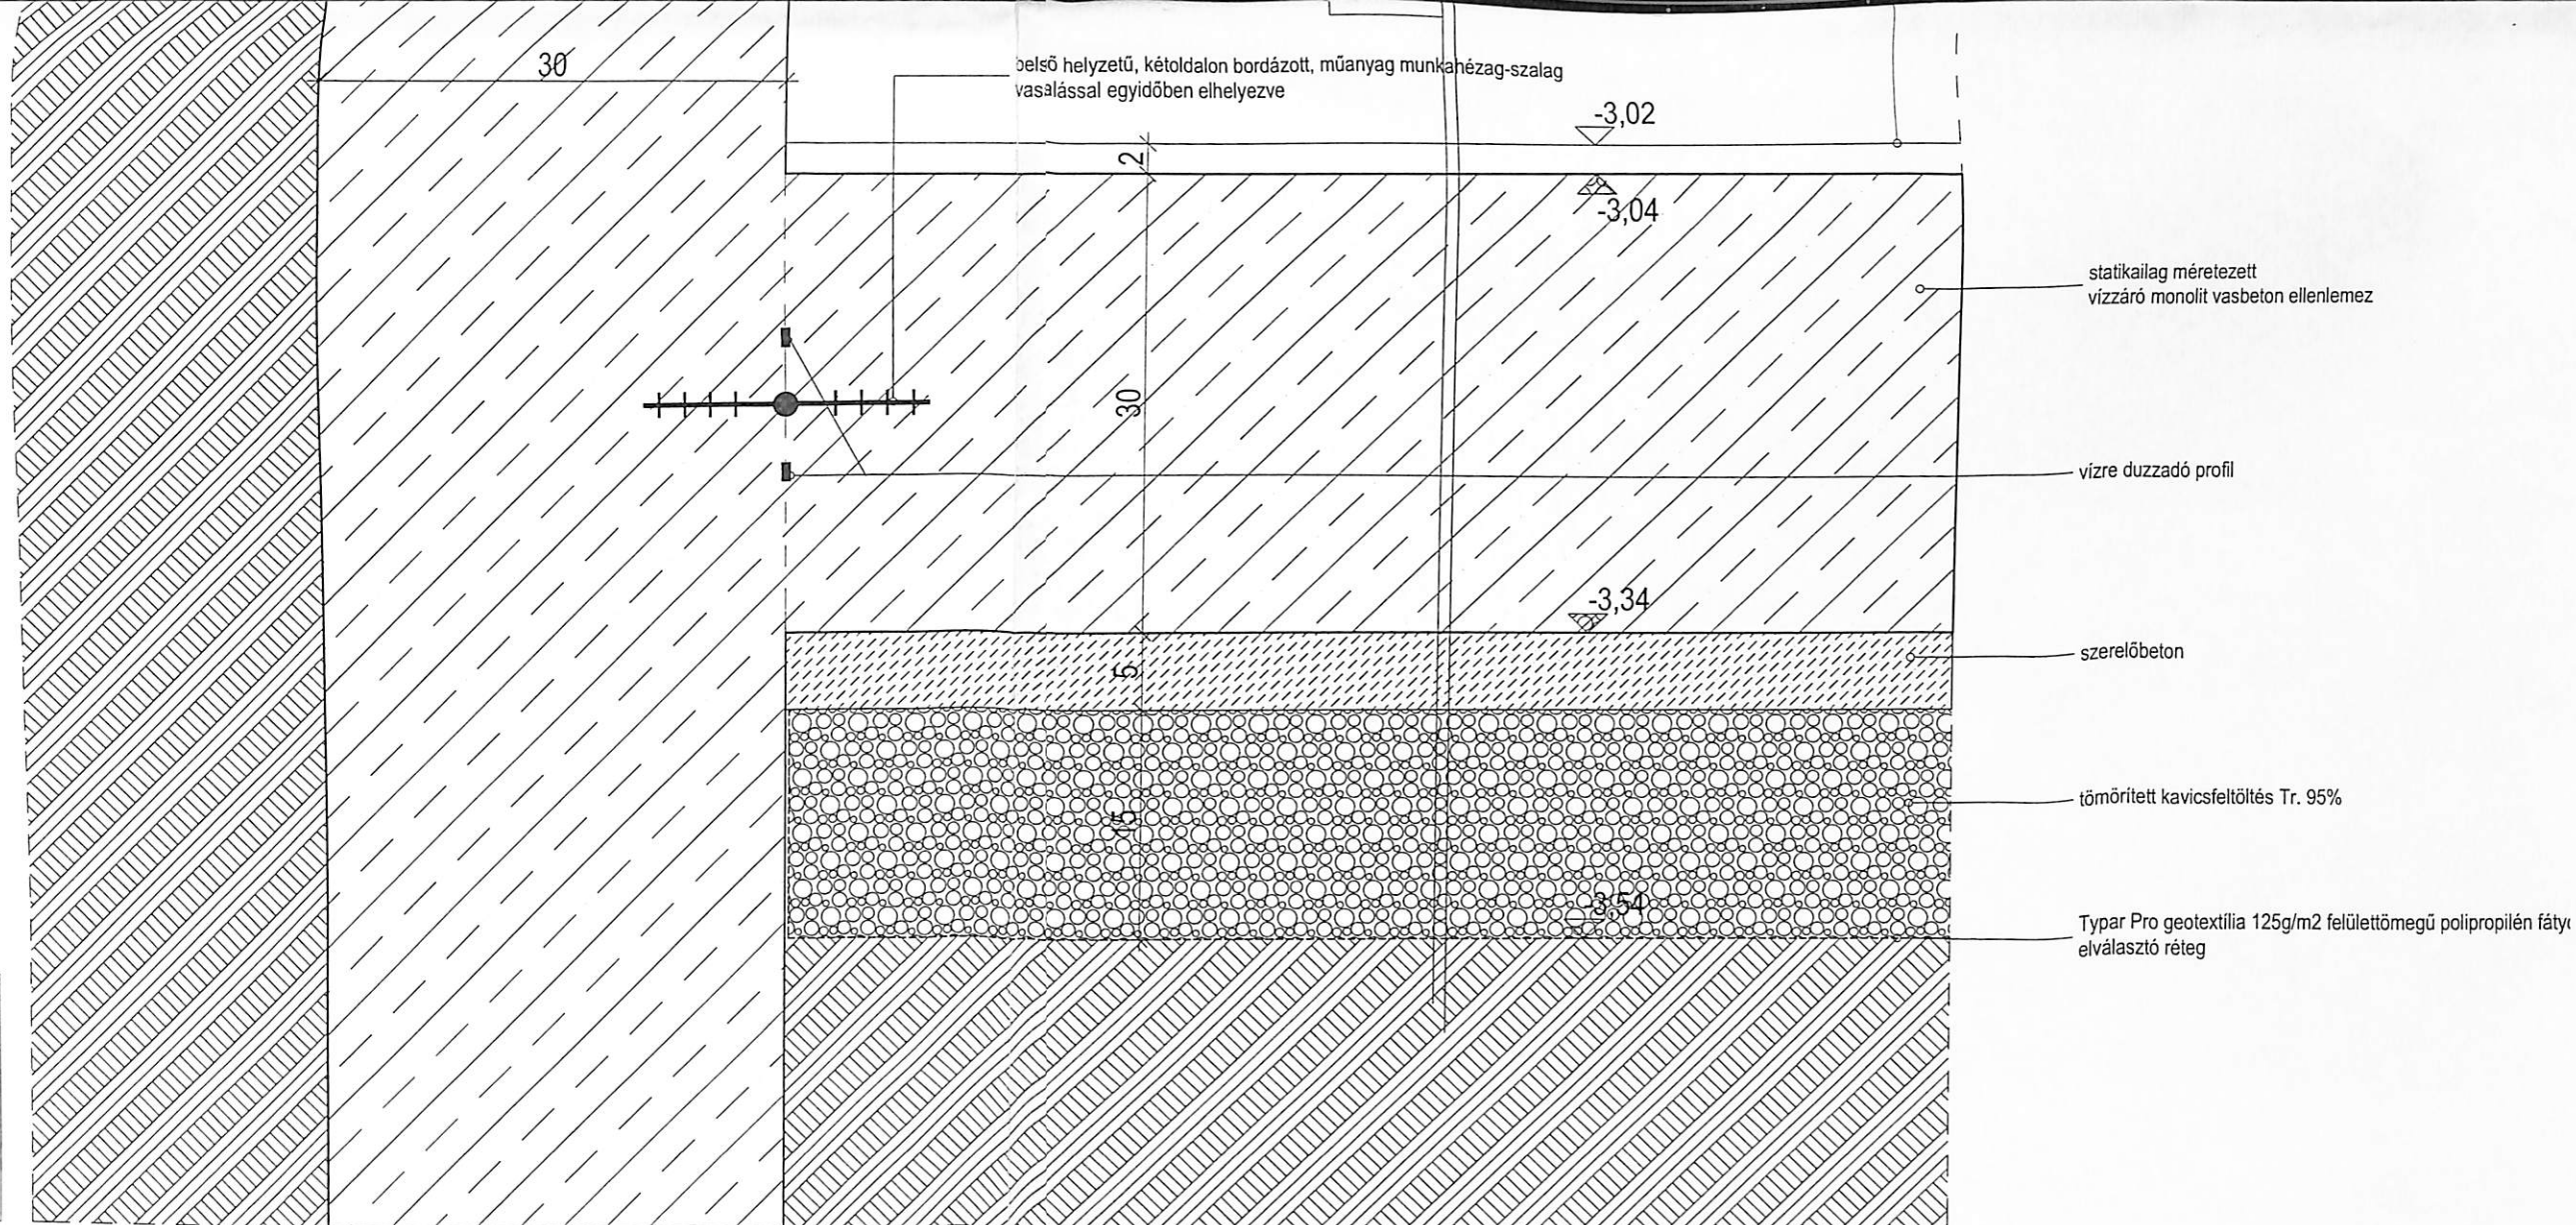 30
belső helyzetű, kétoldalon bordázott, műanyag munkahézag-szalag
vasalással egyidőben elhelyezve
-3,02
2
-3,04
statikailag méretezett
vízzáró monolit vasbeton ellenlemez
30
vízre duzzadó profil
-3,34
5
szerelőbeton
15
tömörített kavicsfeltöltés Tr. 95%
-3,54
Typar Pro geotextília 125g/m2 felülettömegű polipropilén
elválasztó réteg